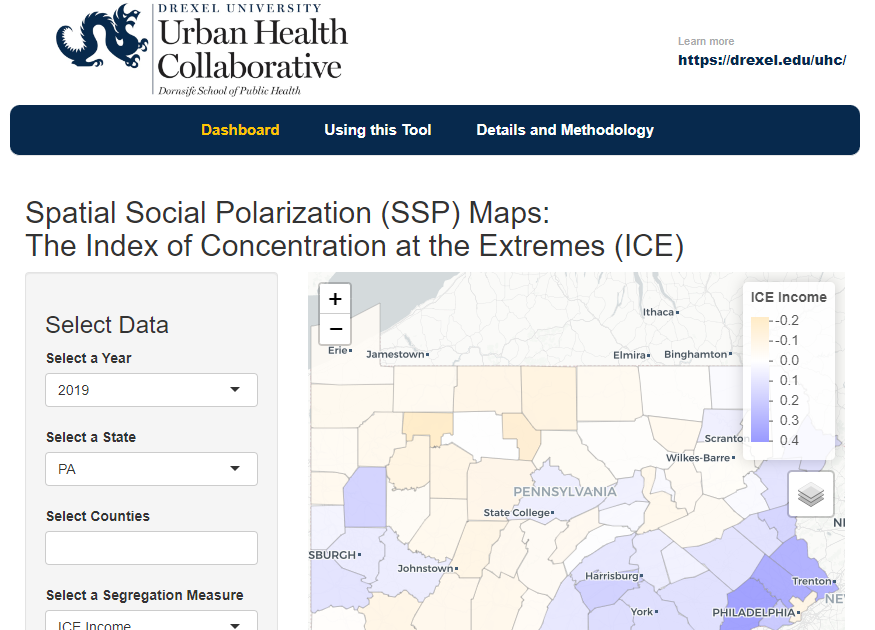 DREXEL UNIVERSITY
Urban Health
Collaborative
Dornsife School of Public Health
Learn more
https://drexel.edu/uhc/
Dashboard
Using this Tool
Details and Methodology
Spatial Social Polarization (SSP) Maps:
The Index of Concentration at the Extremes (ICE)
Select Data
Select a Year
2019
Select a State
PA
Select Counties
Select a Segregation Measure
ICE Income
+
−
ICE Income
-0.2
-0.1
0.0
0.1
0.2
0.3
0.4
Ithaca
Erie
Jamestown
Elmira
Binghamton
Scranton
Wilkes-Barre
PENNSYLVANIA
State College
SBURGH
Johnstown
Harrisburg
York
Trenton
PHILADELPHIA
NE